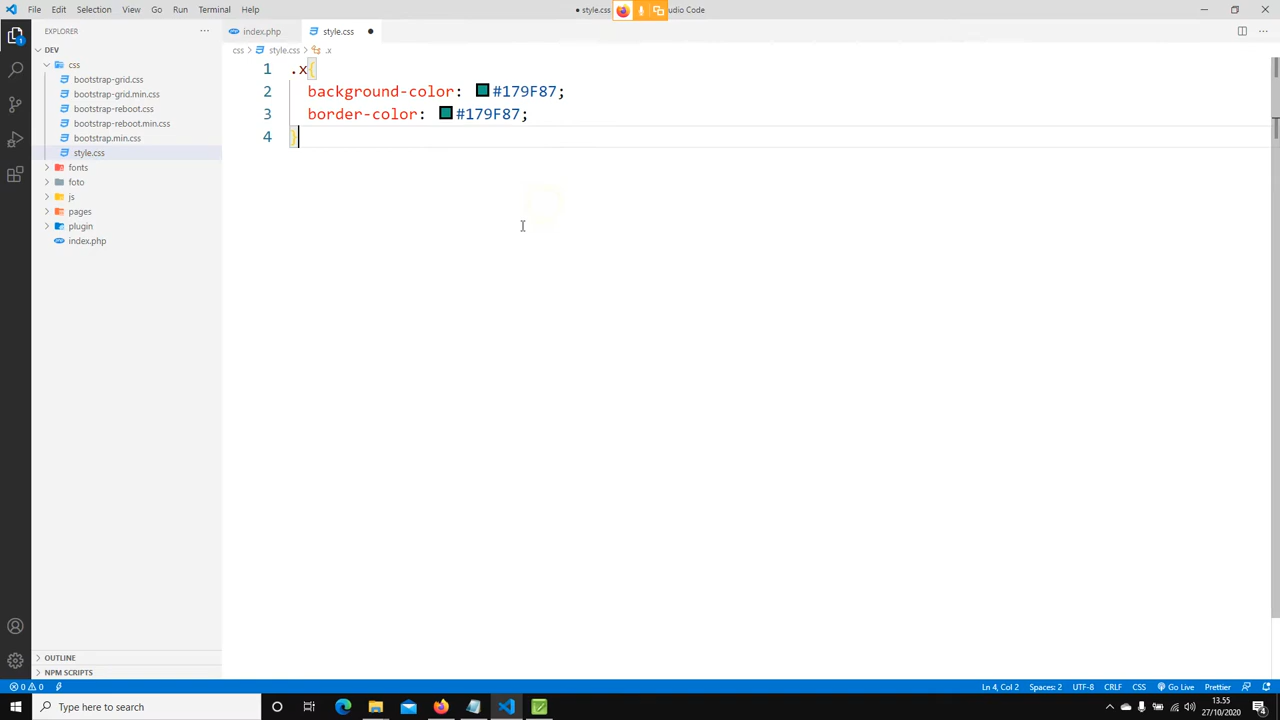 File Edit Selection View Go Run Terminal Help
● style.css
udio Code
EXPLORER
index.php
style.css
DEV
css > style.css > .x
css
bootstrap-grid.css
bootstrap-grid.min.css
bootstrap-reboot.css
bootstrap-reboot.min.css
bootstrap.min.css
style.css
fonts
foto
js
pages
plugin
index.php
1 .x{
2 background-color: #179F87;
3 border-color: #179F87;
4 }
OUTLINE
NPM SCRIPTS
0 0
Ln 4, Col 2 Spaces: 2 UTF-8 CRLF CSS Go Live Prettier
Type here to search
13.55
27/10/2020
1
4